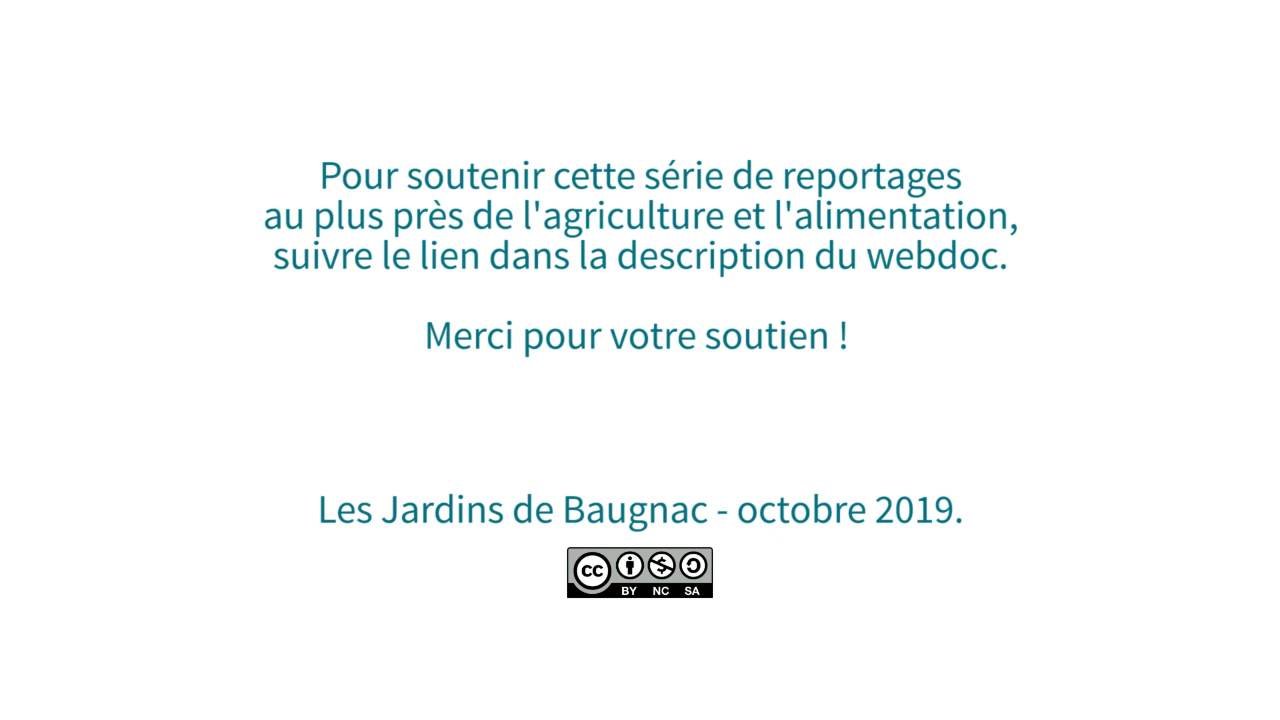 Pour soutenir cette série de reportages
au plus près de l'agriculture et l'alimentation,
suivre le lien dans la description du webdoc.
Merci pour votre soutien !
Les Jardins de Baugnac - octobre 2019.
cc
BY NC SA